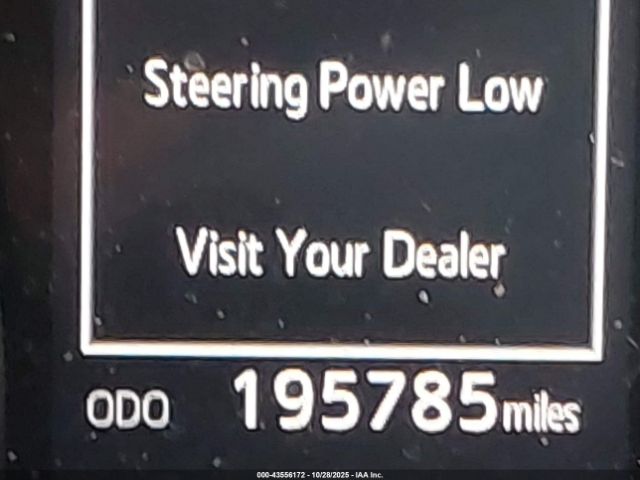 Steering Power Low
Visit Your Dealer
ODO 195785 miles
000-43556172 - 10/28/2025 - IAA Inc.